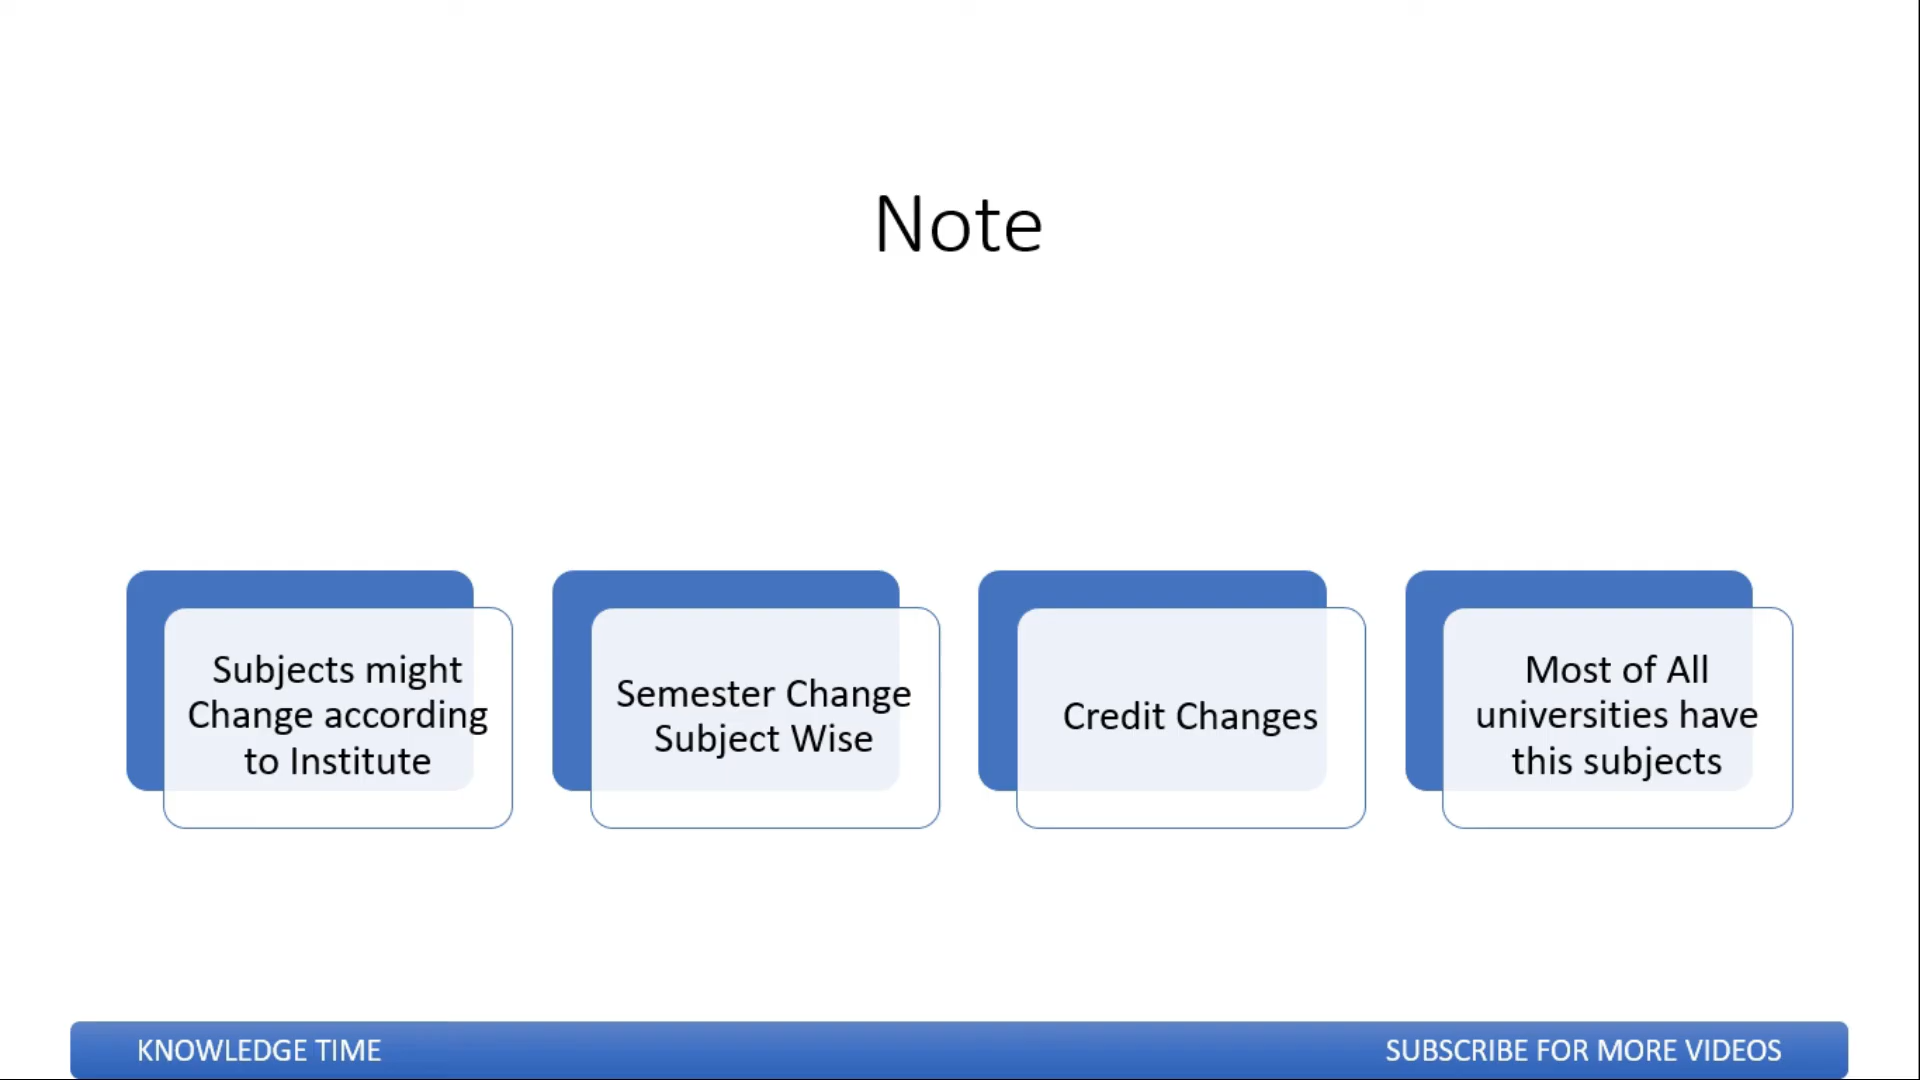 Note
Subjects might
Change according
to Institute
Semester Change
Subject Wise
Credit Changes
Most of All
universities have
this subjects
KNOWLEDGE TIME
SUBSCRIBE FOR MORE VIDEOS